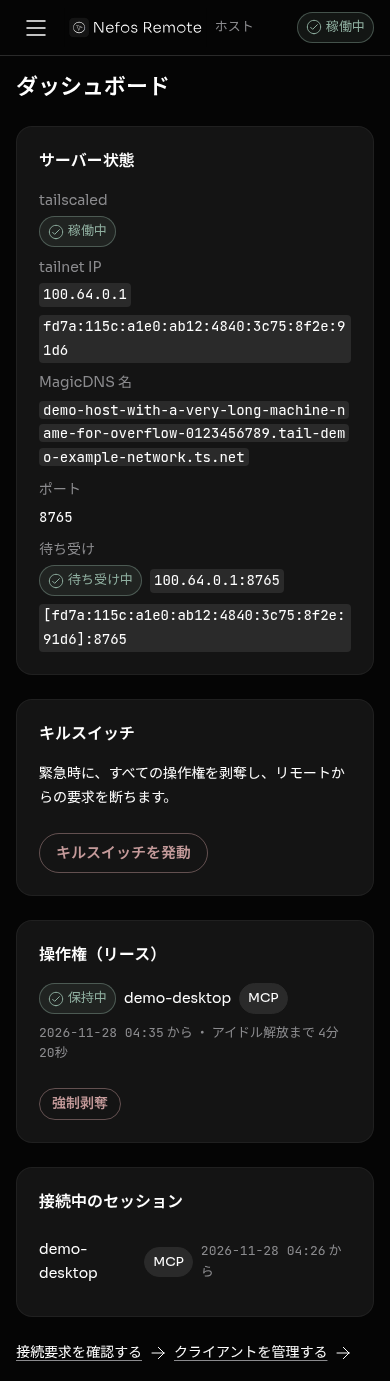 Nefos Remote ホスト 稼働中
ダッシュボード
サーバー状態
tailscaled
稼働中
tailnet IP
100.64.0.1
fd7a:115c:a1e0:ab12:4840:3c75:8f2e:9
1d6
MagicDNS 名
demo-host-with-a-very-long-machine-n
ame-for-overflow-0123456789.tail-dem
o-example-network.ts.net
ポート
8765
待ち受け
待ち受け中 100.64.0.1:8765
[fd7a:115c:a1e0:ab12:4840:3c75:8f2e:
91d6]:8765
キルスイッチ
緊急時に、すべての操作権を剥奪し、リモートか
らの要求を断ちます。
キルスイッチを発動
操作権（リース）
保持中 demo-desktop MCP
2026-11-28 04:35 から ・ アイドル解放まで 4分
20秒
強制剥奪
接続中のセッション
demo-
desktop
MCP
2026-11-28 04:26 か
ら
接続要求を確認する → クライアントを管理する →